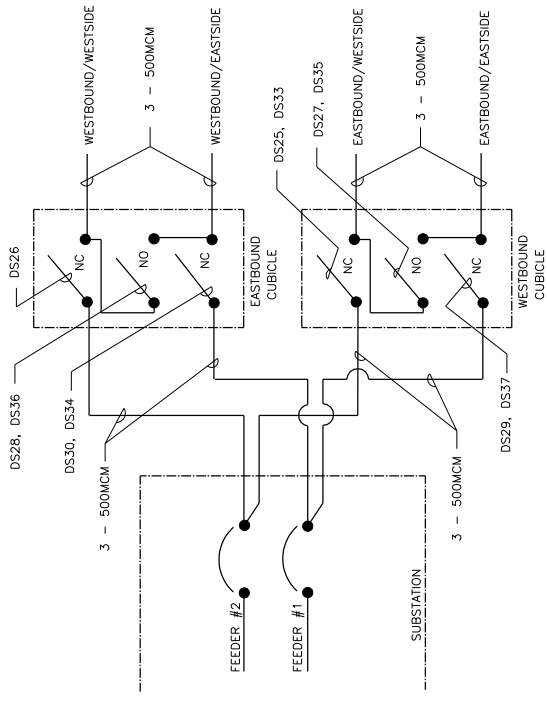 WESTBOUND/WESTSIDE
3 - 500MCM
WESTBOUND/EASTSIDE
DS26
NC
NO
NC
EASTBOUND
CUBICLE
DS28, DS36
DS30, DS34
3 - 500MCM
DS25, DS33
DS27, DS35
EASTBOUND/WESTSIDE
3 - 500MCM
EASTBOUND/EASTSIDE
NC
NO
NC
WESTBOUND
CUBICLE
DS29, DS37
3 - 500MCM
FEEDER #2
FEEDER #1
SUBSTATION